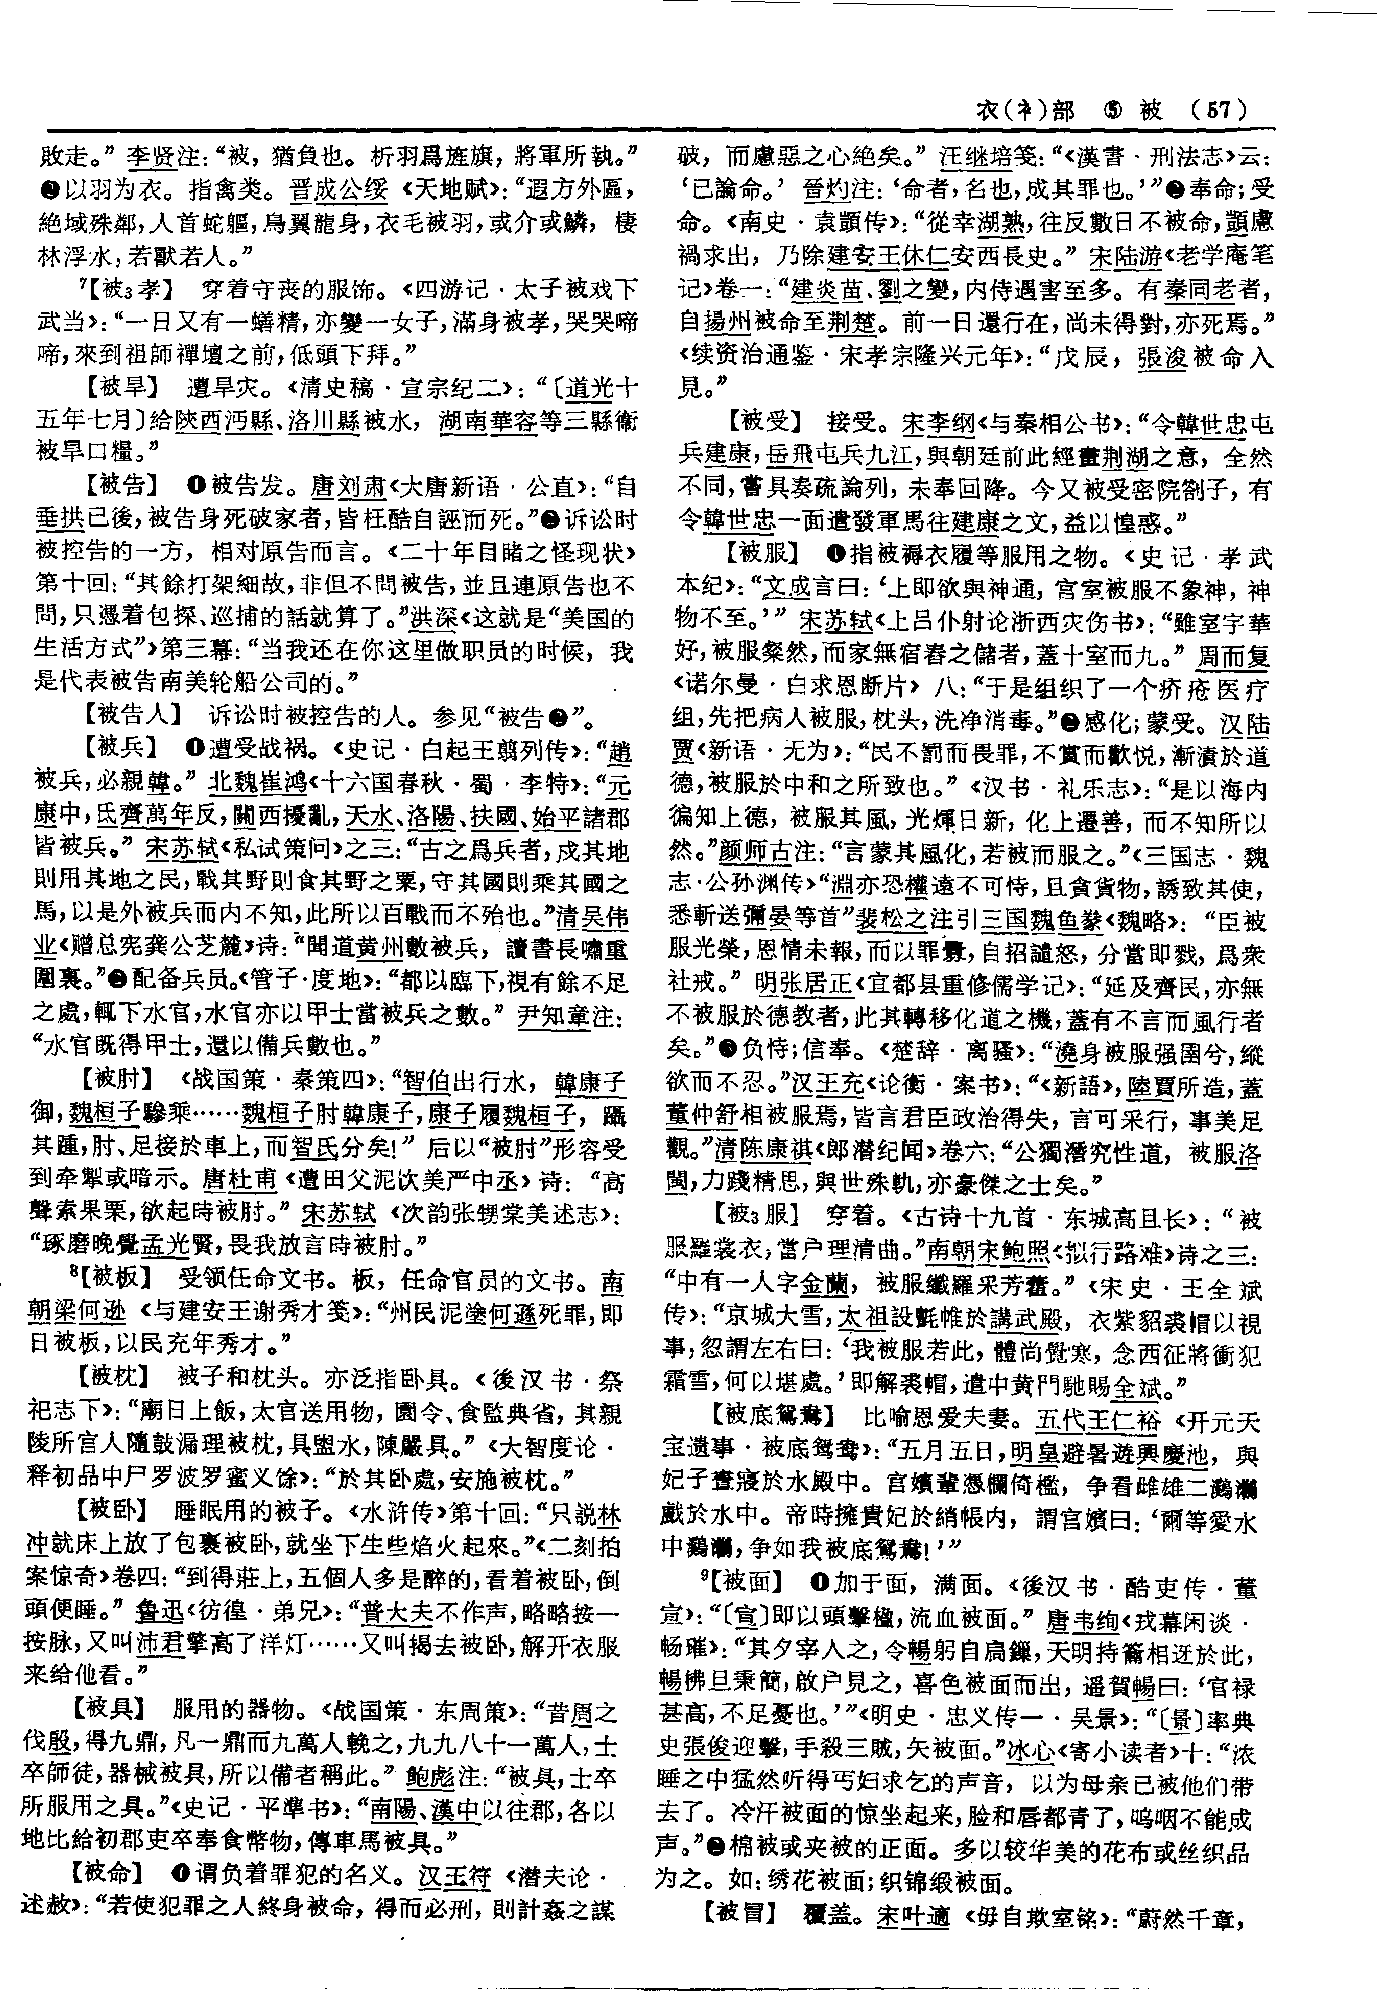 衣(衤)部 ⑤ 被 (57)
敗走。”李贤注：“被，猶負也。析羽爲旌旗，將軍所執。”
❷以羽为衣。指禽类。晋成公绥《天地赋》：“遐方外區，
絶域殊鄰，人首蛇軀，鳥翼龍身，衣毛被羽，或介或鱗，棲
林浮水，若獸若人。”
7【被3孝】 穿着守丧的服饰。《四游记·太子被戏下
武当》：“一日又有一蟮精，亦變一女子，滿身被孝，哭哭啼
啼，來到祖師禪壇之前，低頭下拜。”
【被旱】 遭旱灾。《清史稿·宣宗纪二》：“〔道光十
五年七月〕給陝西沔縣、洛川縣被水，湖南華容等三縣衛
被旱口糧。”
【被告】 ❶被告发。唐刘肃《大唐新语·公直》：“自
垂拱已後，被告身死破家者，皆枉酷自誣而死。”❷诉讼时
被控告的一方，相对原告而言。《二十年目睹之怪现状》
第十回：“其餘打架細故，非但不問被告，並且連原告也不
問，只憑着包探、巡捕的話就算了。”洪深《这就是“美国的
生活方式”》第三幕：“当我还在你这里做职员的时候，我
是代表被告南美轮船公司的。”
【被告人】 诉讼时被控告的人。参见“被告❷”。
【被兵】 ❶遭受战祸。《史记·白起王翦列传》：“趙
被兵，必親韓。”北魏崔鸿《十六国春秋·蜀·李特》：“元
康中，氐齊萬年反，關西擾亂，天水、洛陽、扶國、始平諸郡
皆被兵。”宋苏轼《私试策问》之三：“古之爲兵者，戍其地
則用其地之民，戰其野則食其野之粟，守其國則乘其國之
馬，以是外被兵而内不知，此所以百戰而不殆也。”清吴伟
业《赠总宪龚公芝麓》诗：“聞道黄州數被兵，讀書長嘯重
圍裏。”❷配备兵员。《管子·度地》：“都以臨下，視有餘不足
之處，輒下水官，水官亦以甲士當被兵之數。”尹知章注：
“水官既得甲士，還以備兵數也。”
【被肘】 《战国策·秦策四》：“智伯出行水，韓康子
御，魏桓子驂乘……魏桓子肘韓康子，康子履魏桓子，躡
其踵，肘、足接於車上，而智氏分矣！”后以“被肘”形容受
到牵掣或暗示。唐杜甫《遭田父泥饮美严中丞》诗：“高
聲索果栗，欲起時被肘。”宋苏轼《次韵张甥棠美述志》：
“琢磨晚覺孟光賢，畏我放言時被肘。”
8【被板】 受领任命文书。板，任命官员的文书。南
朝梁何逊《与建安王谢秀才笺》：“州民泥塗何遜死罪，即
日被板，以民充年秀才。”
【被枕】 被子和枕头。亦泛指卧具。《後汉书·祭
祀志下》：“廟日上飯，太官送用物，園令、食監典省，其親
陵所宫人隨鼓漏理被枕，具盥水，陳嚴具。”《大智度论·
释初品中尸罗波罗蜜义馀》：“於其卧處，安施被枕。”
【被卧】 睡眠用的被子。《水浒传》第十回：“只説林
冲就床上放了包裹被卧，就坐下生些焰火起來。”《二刻拍
案惊奇》卷四：“到得莊上，五個人多是醉的，看着被卧，倒
頭便睡。”鲁迅《彷徨·弟兄》：“普大夫不作声，略略按一
按脉，又叫沛君擎高了洋灯……又叫揭去被卧，解开衣服
来给他看。”
【被具】 服用的器物。《战国策·东周策》：“昔周之
伐殷，得九鼎，凡一鼎而九萬人輓之，九九八十一萬人，士
卒師徒，器械被具，所以備者稱此。”鲍彪注：“被具，士卒
所服用之具。”《史记·平準书》：“南陽、漢中以往郡，各以
地比給初郡吏卒奉食幣物，傳車馬被具。”
【被命】 ❶谓负着罪犯的名义。汉王符《潜夫论·
述赦》：“若使犯罪之人終身被命，得而必刑，則計姦之謀
破，而慮惡之心絶矣。”汪继培笺：“《漢書·刑法志》云：
‘已論命。’晉灼注：‘命者，名也，成其罪也。’”❷奉命；受
命。《南史·袁顗传》：“從幸湖熟，往反數日不被命，顗慮
禍求出，乃除建安王休仁安西長史。”宋陆游《老学庵笔
记》卷一：“建炎苗、劉之變，内侍遇害至多。有秦同老者，
自揚州被命至荆楚。前一日還行在，尚未得對，亦死焉。”
《续资治通鉴·宋孝宗隆兴元年》：“戊辰，張浚被命入
見。”
【被受】 接受。宋李纲《与秦相公书》：“令韓世忠屯
兵建康，岳飛屯兵九江，與朝廷前此經畫荆湖之意，全然
不同，嘗具奏疏論列，未奉回降。今又被受密院劄子，有
令韓世忠一面遣發軍馬往建康之文，益以惶惑。”
【被服】 ❶指被褥衣履等服用之物。《史记·孝武
本纪》：“文成言曰：‘上即欲與神通，宫室被服不象神，神
物不至。’”宋苏轼《上吕仆射论浙西灾伤书》：“雖室宇華
好，被服粲然，而家無宿舂之儲者，蓋十室而九。”周而复
《诺尔曼·白求恩断片》八：“于是组织了一个疥疮医疗
组，先把病人被服，枕头，洗净消毒。”❷感化；蒙受。汉陆
贾《新语·无为》：“民不罰而畏罪，不賞而歡悦，漸漬於道
德，被服於中和之所致也。”《汉书·礼乐志》：“是以海内
徧知上德，被服其風，光煇日新，化上遷善，而不知所以
然。”颜师古注：“言蒙其風化，若被而服之。”《三国志·魏
志·公孙渊传》“淵亦恐權遠不可恃，且貪貨物，誘致其使，
悉斬送彌晏等首”裴松之注引三国魏鱼豢《魏略》：“臣被
服光榮，恩情未報，而以罪釁，自招譴怒，分當即戮，爲衆
社戒。”明张居正《宜都县重修儒学记》：“延及齊民，亦無
不被服於德教者，此其轉移化道之機，蓋有不言而風行者
矣。”❸负恃；信奉。《楚辞·离骚》：“澆身被服强圉兮，縱
欲而不忍。”汉王充《论衡·案书》：“《新語》，陸賈所造，蓋
董仲舒相被服焉，皆言君臣政治得失，言可采行，事美足
觀。”清陈康祺《郎潜纪闻》卷六：“公獨潛究性道，被服洛
閩，力踐精思，與世殊軌，亦豪傑之士矣。”
【被3服】 穿着。《古诗十九首·东城高且长》：“被
服羅裳衣，當户理清曲。”南朝宋鲍照《拟行路难》诗之三：
“中有一人字金蘭，被服纖羅采芳藿。”《宋史·王全斌
传》：“京城大雪，太祖設氈帷於講武殿，衣紫貂裘帽以視
事，忽謂左右曰：‘我被服若此，體尚覺寒，念西征將衝犯
霜雪，何以堪處。’即解裘帽，遣中黄門馳賜全斌。”
【被底鴛鴦】 比喻恩爱夫妻。五代王仁裕《开元天
宝遗事·被底鸳鸯》：“五月五日，明皇避暑遊興慶池，與
妃子晝寢於水殿中。宫嬪輩憑欄倚檻，争看雌雄二鸂鶒
戲於水中。帝時擁貴妃於綃帳内，謂宫嬪曰：‘爾等愛水
中鸂鶒，争如我被底鴛鴦！’”
9【被面】 ❶加于面，满面。《後汉书·酷吏传·董
宣》：“〔宣〕即以頭擊楹，流血被面。”唐韦绚《戎幕闲谈·
畅璀》：“其夕宰人之，令暢躬自扃鏁，天明持籥相迓於此，
暢彿旦秉簡，啟户見之，喜色被面而出，遥賀暢曰：‘官禄
甚高，不足憂也。’”《明史·忠义传一·吴景》：“〔景〕率典
史張俊迎擊，手殺三賊，矢被面。”冰心《寄小读者》十：“浓
睡之中猛然听得丐妇求乞的声音，以为母亲已被他们带
去了。冷汗被面的惊坐起来，脸和唇都青了，呜咽不能成
声。”❷棉被或夹被的正面。多以较华美的花布或丝织品
为之。如：绣花被面；织锦缎被面。
【被冒】 覆盖。宋叶適《毋自欺室铭》：“蔚然千章，